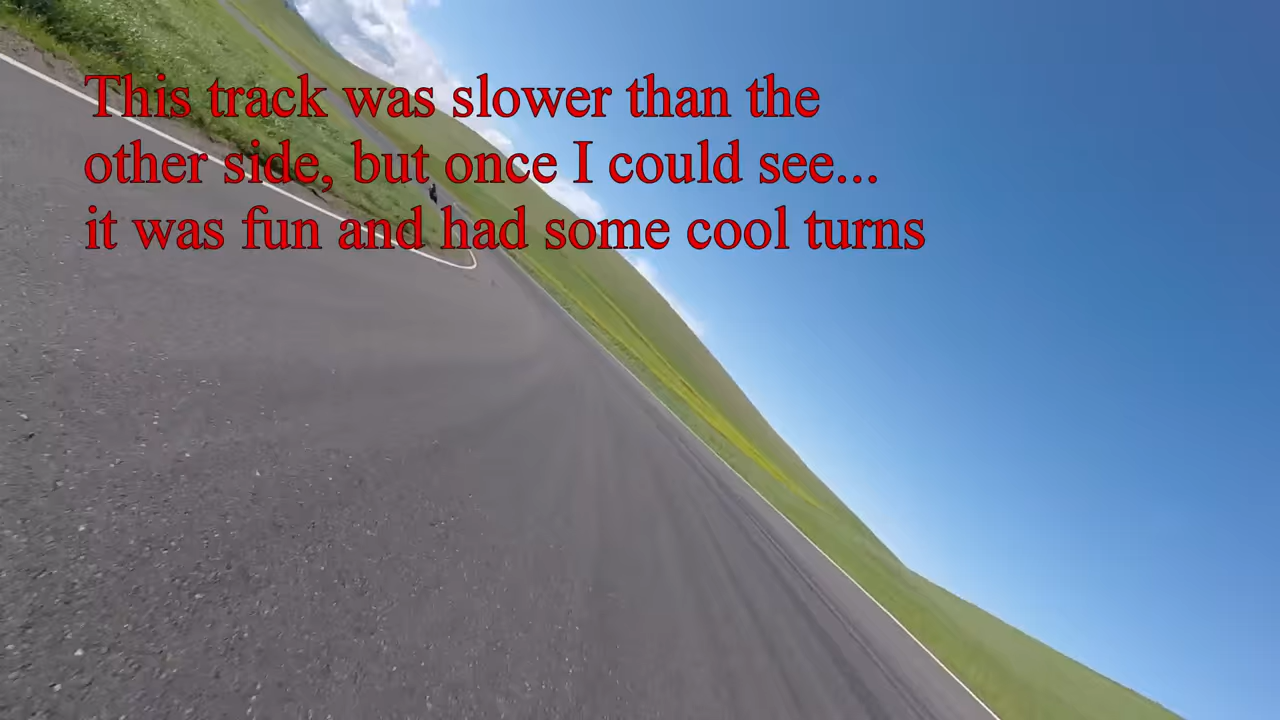 This track was slower than the
other side, but once I could see...
it was fun and had some cool turns